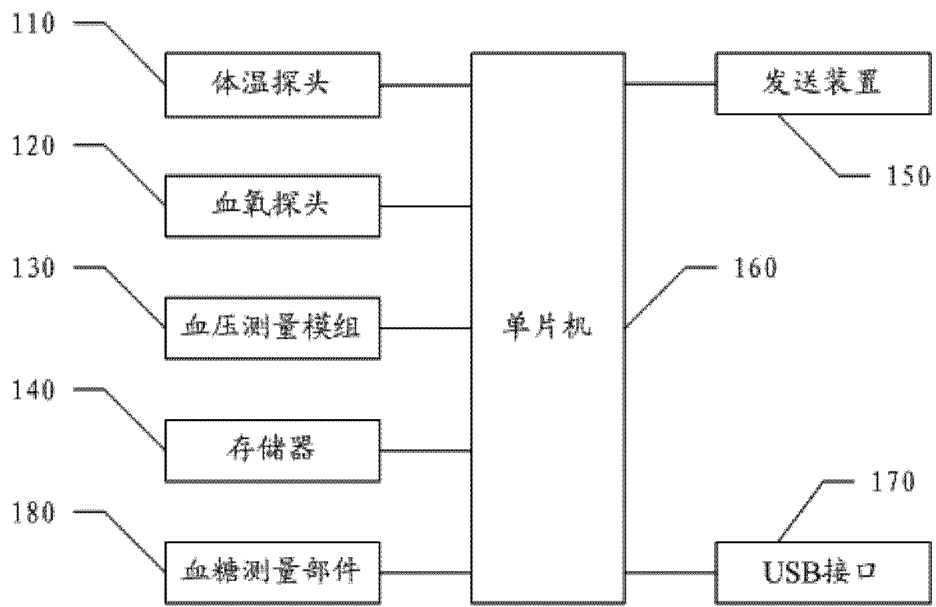 110
体温探头
发送装置
120
150
血氧探头
130
160
血压测量模组
单片机
140
存储器
170
180
血糖测量部件
USB接口